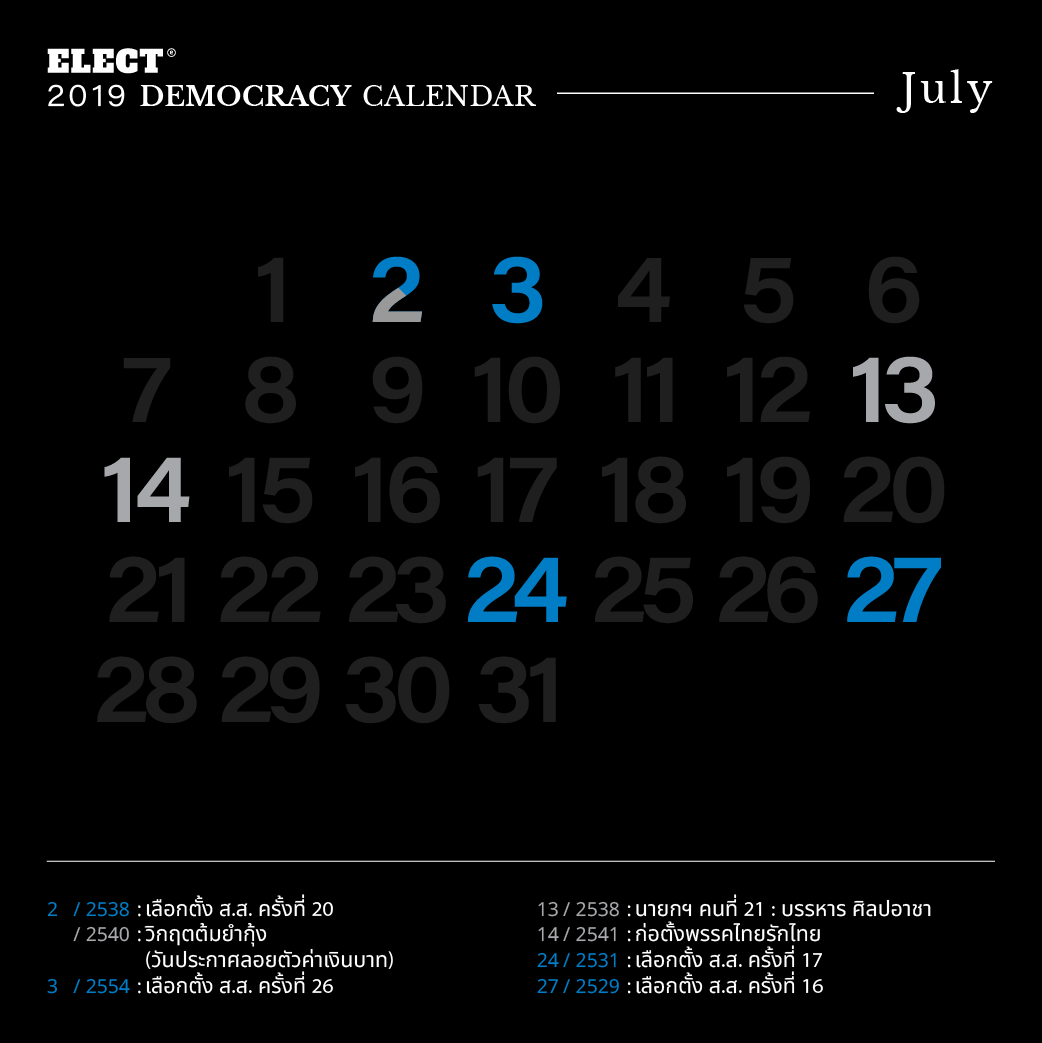 ELECT®
2019 DEMOCRACY CALENDAR
July
1 2 3 4 5 6
7 8 9 10 11 12 13
14 15 16 17 18 19 20
21 22 23 24 25 26 27
28 29 30 31
2 / 2538 : เลือกตั้ง ส.ส. ครั้งที่ 20
/ 2540 : วิกฤตต้มยำกุ้ง
(วันประกาศลอยตัวค่าเงินบาท)
3 / 2554 : เลือกตั้ง ส.ส. ครั้งที่ 26
13 / 2538 : นายกฯ คนที่ 21 : บรรหาร ศิลปอาชา
14 / 2541 : ก่อตั้งพรรคไทยรักไทย
24 / 2531 : เลือกตั้ง ส.ส. ครั้งที่ 17
27 / 2529 : เลือกตั้ง ส.ส. ครั้งที่ 16